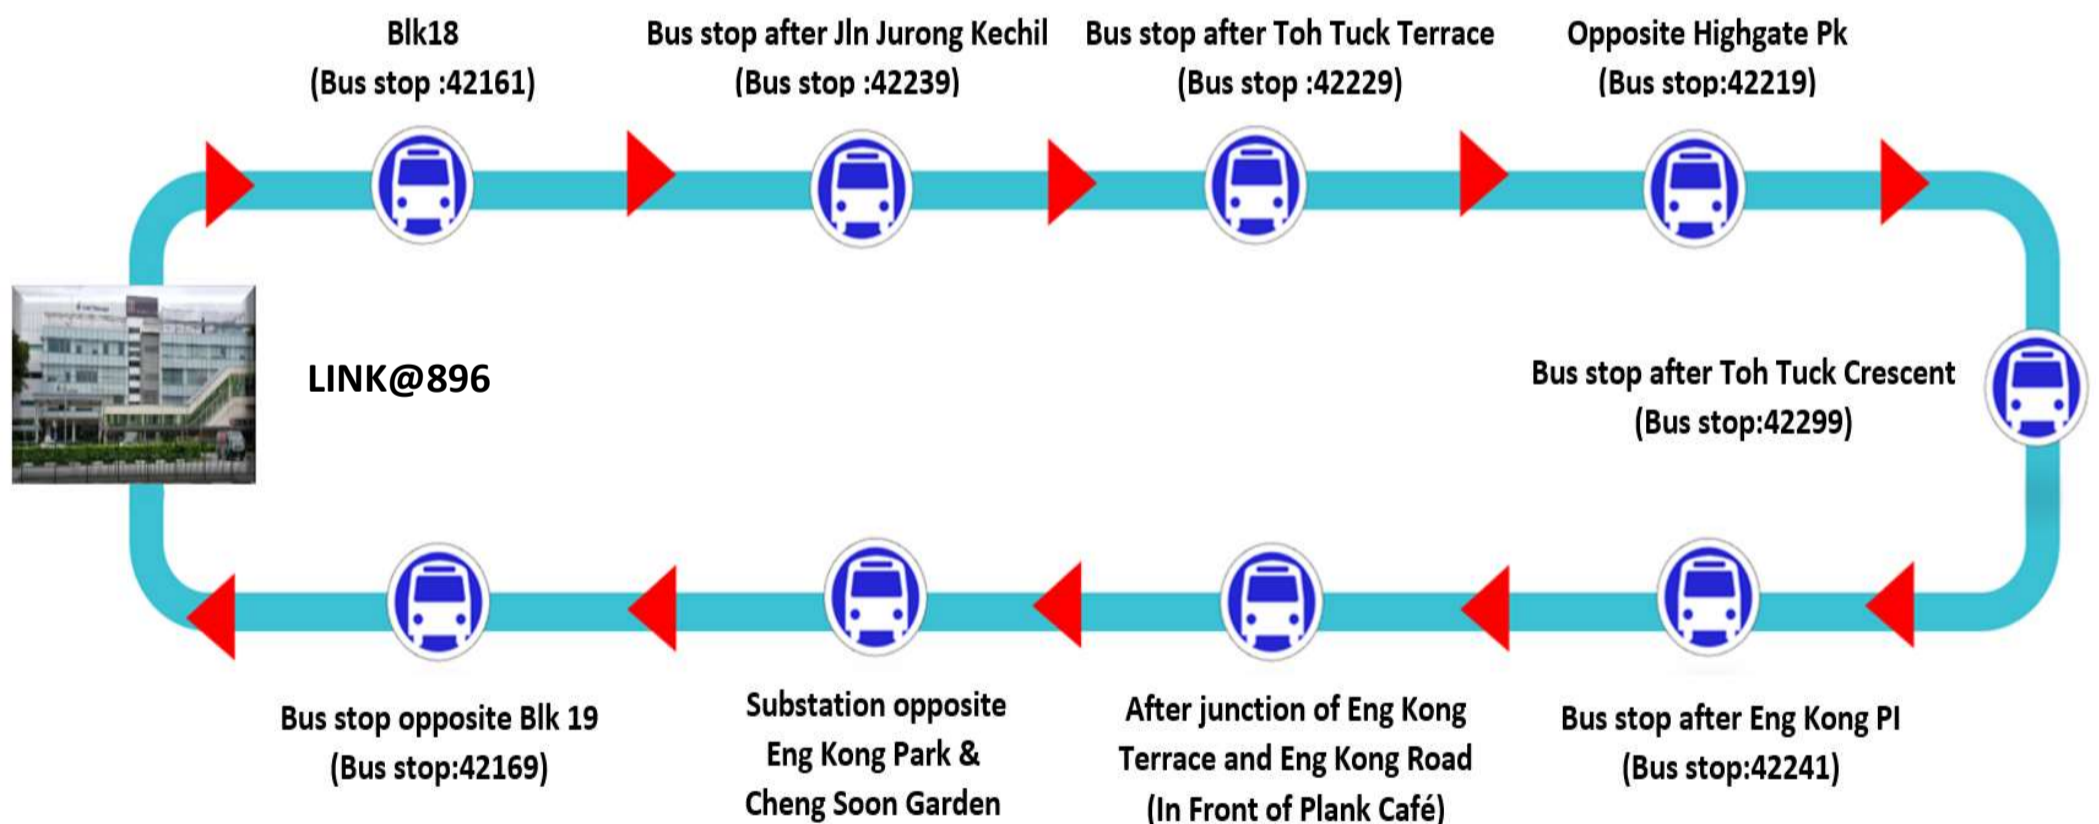 Blk18
(Bus stop :42161)
Bus stop after Jln Jurong Kechil
(Bus stop :42239)
Bus stop after Toh Tuck Terrace
(Bus stop :42229)
Opposite Highgate Pk
(Bus stop:42219)
LINK@896
Bus stop after Toh Tuck Crescent
(Bus stop:42299)
Bus stop opposite Blk 19
(Bus stop:42169)
Substation opposite
Eng Kong Park &
Cheng Soon Garden
After junction of Eng Kong
Terrace and Eng Kong Road
(In Front of Plank Café)
Bus stop after Eng Kong Pl
(Bus stop:42241)